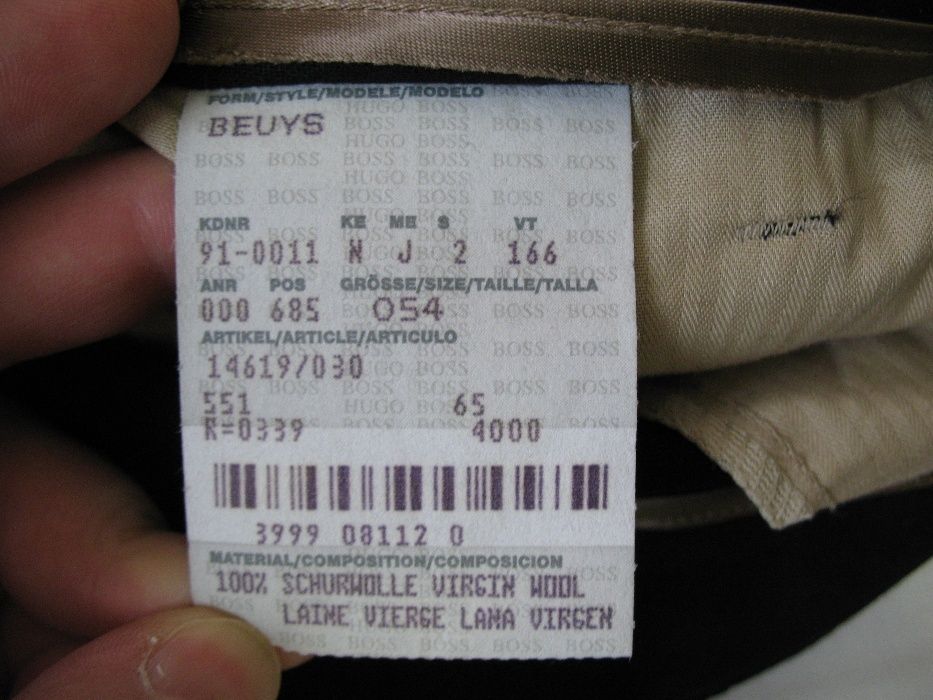 FORM/STYLE/MODELE/MODELO
BEUYS
KDNR KE ME S VT
91-0011 N J 2 166
ANR POS GRÖSSE/SIZE/TAILLE/TALLA
000 685 054
ARTIKEL/ARTICLE/ARTICULO
14619/030
551 65
R=0339 4000
3999 08112 0
MATERIAL/COMPOSITION/COMPOSICION
100% SCHURWOLLE VIRGIN WOOL
LAINE VIERGE LANA VIRGEN